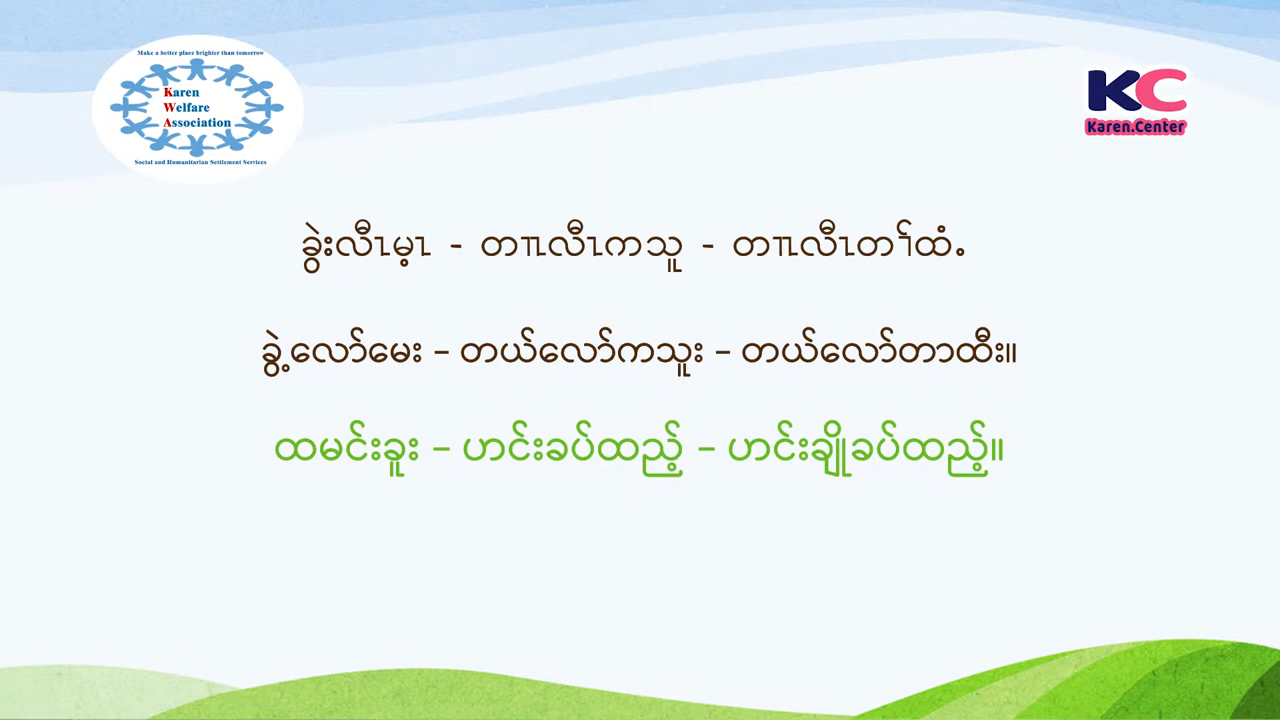 Make a better place brighter than tomorrow
Karen
Welfare
Association
Social and Humanitarian Settlement Services
KC
Karen.Center
ခွဲးလီၤမ့ၤ - တၢၤလီၤကသူ - တၢၤလီၤတၢ်ထံႉ
ခွဲ့လော်မေး – တယ်လော်ကသူး – တယ်လော်တာထီး။
ထမင်းခူး – ဟင်းခပ်ထည့် – ဟင်းချိုခပ်ထည့်။